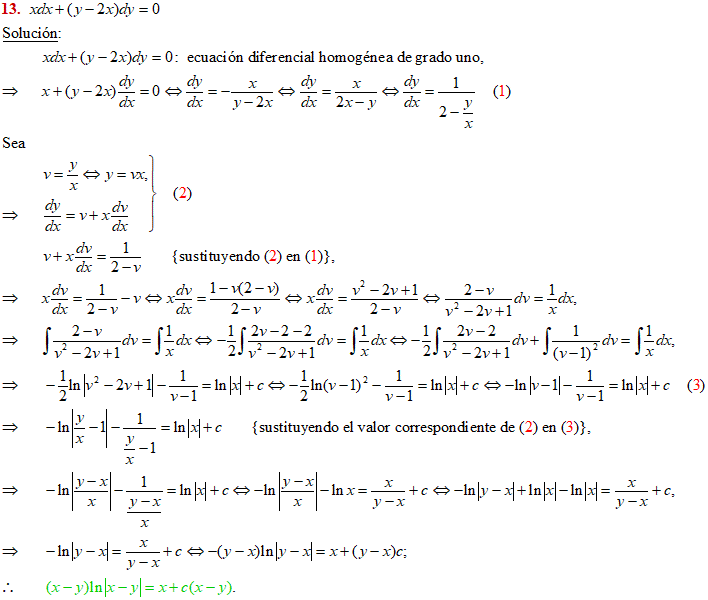 13. xdx + (y − 2x)dy = 0
Solución:
xdx + (y − 2x)dy = 0: ecuación diferencial homogénea de grado uno,
⇒ x + (y − 2x) dy/dx = 0 ⇔ dy/dx = − x/(y − 2x) ⇔ dy/dx = x/(2x − y) ⇔ dy/dx = 1/(2 − y/x) (1)
Sea
v = y/x ⇔ y = vx,
⇒ dy/dx = v + x dv/dx } (2)
v + x dv/dx = 1/(2 − v) {sustituyendo (2) en (1)},
⇒ x dv/dx = 1/(2 − v) − v ⇔ x dv/dx = (1 − v(2 − v))/(2 − v) ⇔ x dv/dx = (v² − 2v + 1)/(2 − v) ⇔ (2 − v)/(v² − 2v + 1) dv = 1/x dx,
⇒ ∫ (2 − v)/(v² − 2v + 1) dv = ∫ 1/x dx ⇔ − 1/2 ∫ (2v − 2 − 2)/(v² − 2v + 1) dv = ∫ 1/x dx ⇔ − 1/2 ∫ (2v − 2)/(v² − 2v + 1) dv + ∫ 1/(v − 1)² dv = ∫ 1/x dx,
⇒ − 1/2 ln|v² − 2v + 1| − 1/(v − 1) = ln|x| + c ⇔ − 1/2 ln(v − 1)² − 1/(v − 1) = ln|x| + c ⇔ −ln|v − 1| − 1/(v − 1) = ln|x| + c (3)
⇒ −ln|y/x − 1| − 1/(y/x − 1) = ln|x| + c {sustituyendo el valor correspondiente de (2) en (3)},
⇒ −ln|(y − x)/x| − 1/((y − x)/x) = ln|x| + c ⇔ −ln|(y − x)/x| − ln x = x/(y − x) + c ⇔ −ln|y − x| + ln|x| − ln|x| = x/(y − x) + c,
⇒ −ln|y − x| = x/(y − x) + c ⇔ −(y − x)ln|y − x| = x + (y − x)c;
∴ (x − y)ln|x − y| = x + c(x − y).